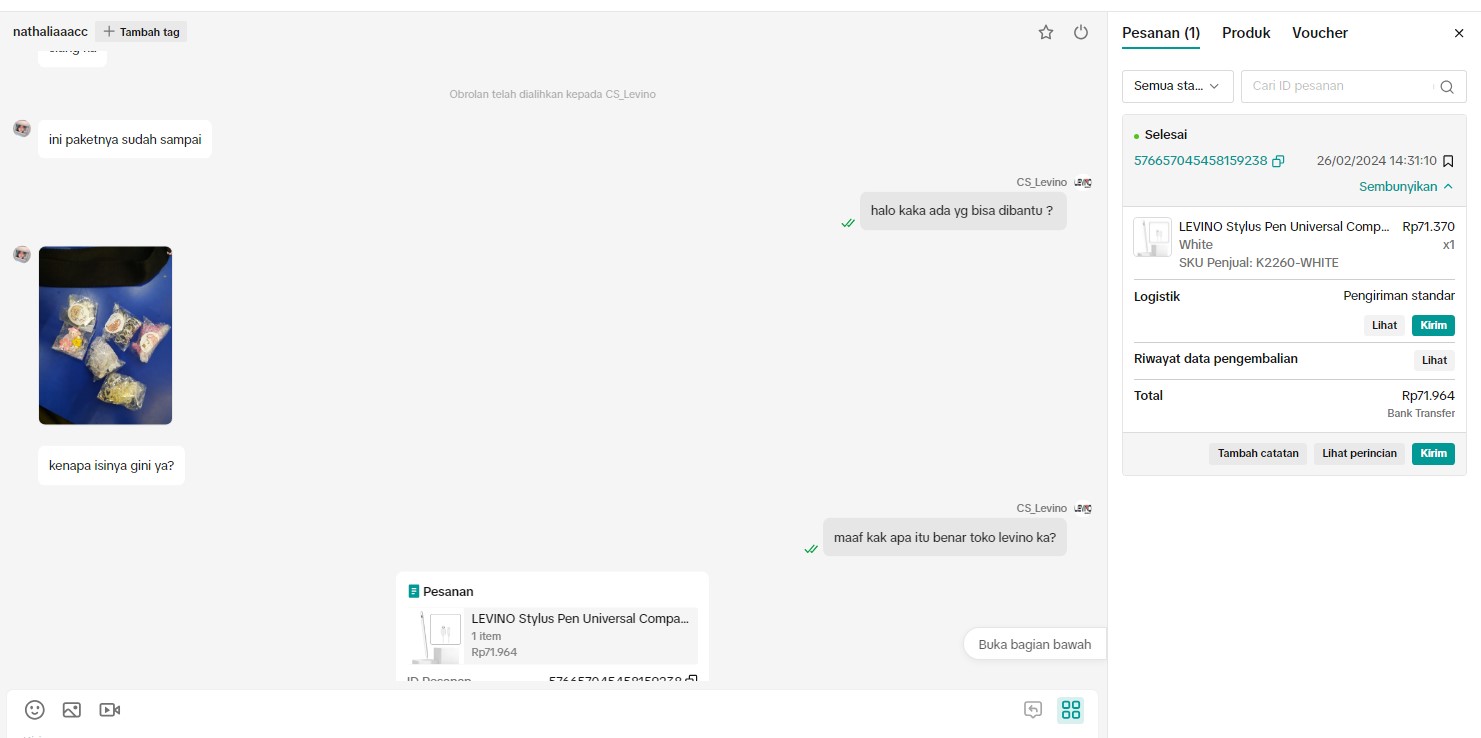 nathaliaaacc
Tambah tag
Obrolan telah dialihkan kepada CS_Levino
ini paketnya sudah sampai
CS_Levino
halo kaka ada yg bisa dibantu ?
kenapa isinya gini ya?
CS_Levino
maaf kak apa itu benar toko levino ka?
Pesanan
LEVINO Stylus Pen Universal Compa...
1 item
Rp71.964
ID Pesanan
576657045458159238
Buka bagian bawah
Pesanan (1)
Produk
Voucher
Semua sta...
Cari ID pesanan
Selesai
576657045458159238
26/02/2024 14:31:10
Sembunyikan
LEVINO Stylus Pen Universal Comp... Rp71.370
White x1
SKU Penjual: K2260-WHITE
Logistik Pengiriman standar
Lihat Kirim
Riwayat data pengembalian Lihat
Total Rp71.964
Bank Transfer
Tambah catatan Lihat perincian Kirim